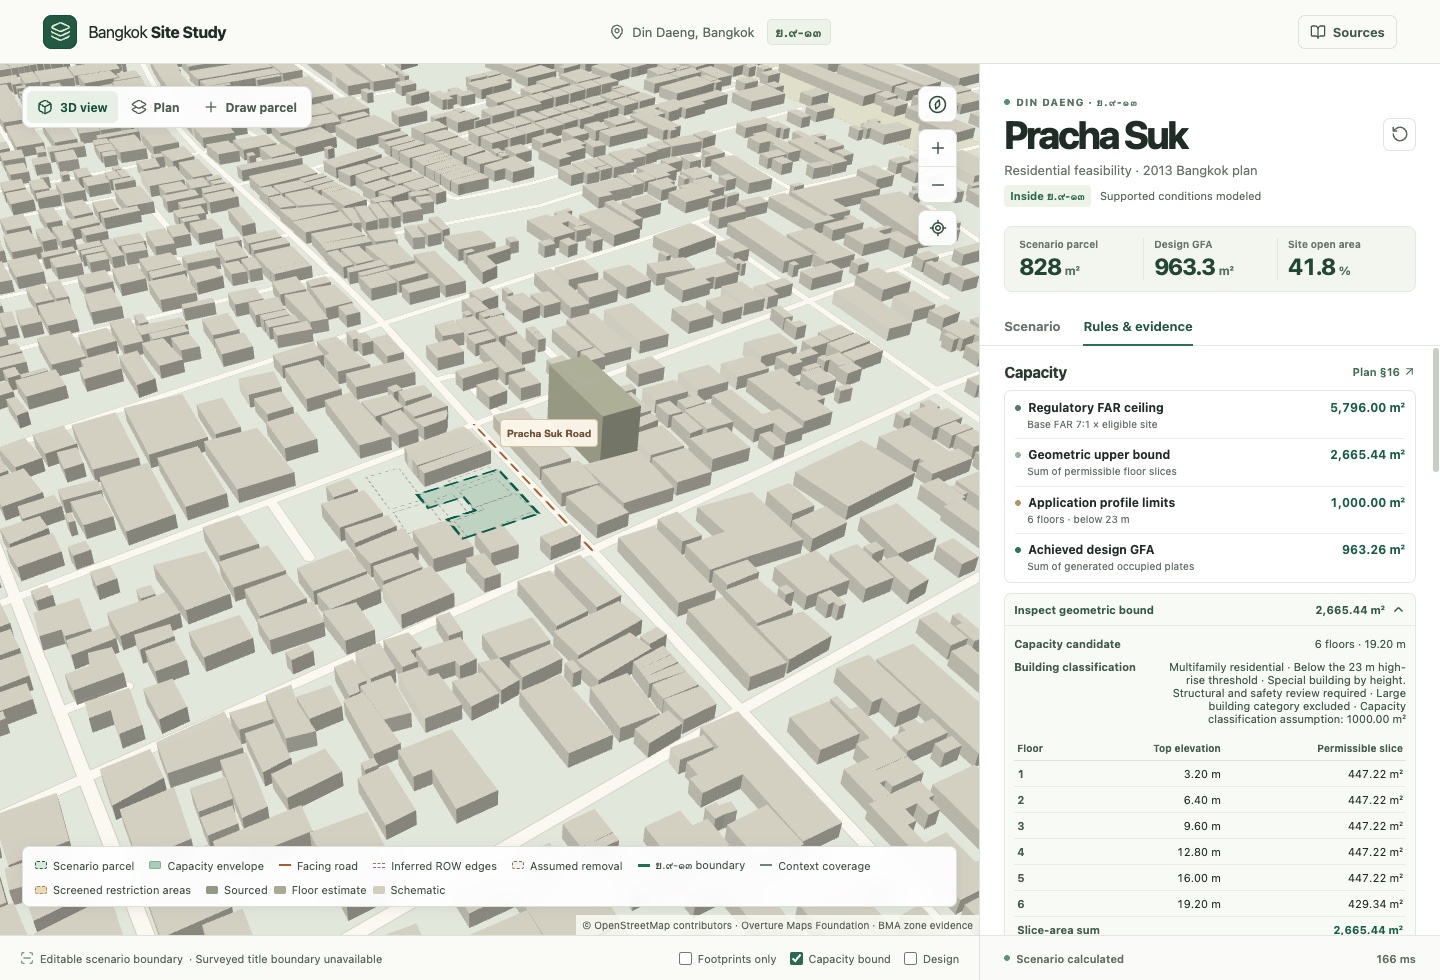 Bangkok Site Study
Din Daeng, Bangkok
ย.๙-๑๓
Sources
3D view
Plan
Draw parcel
Pracha Suk Road
Scenario parcel
Capacity envelope
Facing road
Inferred ROW edges
Assumed removal
ย.๙-๑๓ boundary
Context coverage
Screened restriction areas
Sourced
Floor estimate
Schematic
© OpenStreetMap contributors · Overture Maps Foundation · BMA zone evidence
Editable scenario boundary · Surveyed title boundary unavailable
Footprints only
Capacity bound
Design
DIN DAENG · ย.๙-๑๓
Pracha Suk
Residential feasibility · 2013 Bangkok plan
Inside ย.๙-๑๓ Supported conditions modeled
Scenario parcel
828 m²
Design GFA
963.3 m²
Site open area
41.8 %
Scenario
Rules & evidence
Capacity
Plan §16
Regulatory FAR ceiling 5,796.00 m²
Base FAR 7:1 × eligible site
Geometric upper bound 2,665.44 m²
Sum of permissible floor slices
Application profile limits 1,000.00 m²
6 floors · below 23 m
Achieved design GFA 963.26 m²
Sum of generated occupied plates
Inspect geometric bound 2,665.44 m²
Capacity candidate 6 floors · 19.20 m
Building classification Multifamily residential · Below the 23 m high-
rise threshold · Special building by height.
Structural and safety review required · Large
building category excluded · Capacity
classification assumption: 1000.00 m²
Floor Top elevation Permissible slice
1 3.20 m 447.22 m²
2 6.40 m 447.22 m²
3 9.60 m 447.22 m²
4 12.80 m 447.22 m²
5 16.00 m 447.22 m²
6 19.20 m 429.34 m²
Slice-area sum 2,665.44 m²
Scenario calculated 166 ms